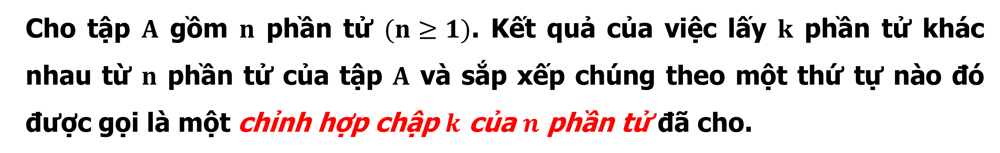 Cho tập A gồm n phần tử (n ≥ 1). Kết quả của việc lấy k phần tử khác
nhau từ n phần tử của tập A và sắp xếp chúng theo một thứ tự nào đó
được gọi là một chỉnh hợp chập k của n phần tử đã cho.